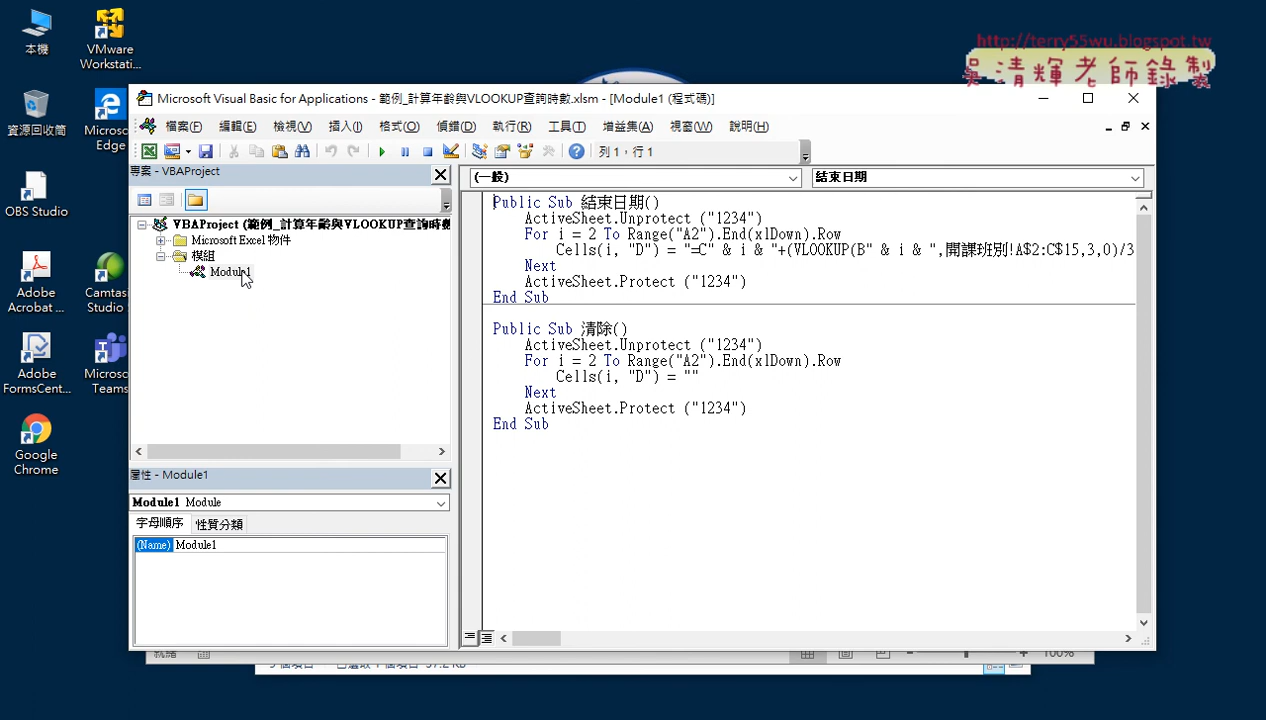 本機
VMware
Workstati...
資源回收筒
Microso
Edge
OBS Studio
Adobe
Acrobat ...
Camtasi
Studio
Adobe
FormsCent...
Micros
Teams
Google
Chrome
http://terry55wu.blogspot.tw
吳清輝老師錄製
Microsoft Visual Basic for Applications - 範例_計算年齡與VLOOKUP查詢時數.xlsm - [Module1 (程式碼)]
檔案(F) 編輯(E) 檢視(V) 插入(I) 格式(O) 偵錯(D) 執行(R) 工具(T) 增益集(A) 視窗(W) 說明(H)
列 1，行 1
專案 - VBAProject
VBAProject (範例_計算年齡與VLOOKUP查詢時
Microsoft Excel 物件
模組
Module1
屬性 - Module1
Module1 Module
字母順序 性質分類
(Name) Module1
(一般) 結束日期
Public Sub 結束日期()
ActiveSheet.Unprotect ("1234")
For i = 2 To Range("A2").End(xlDown).Row
Cells(i, "D") = "=C" & i & "+(VLOOKUP(B" & i & ",開課班別!A$2:C$15,3,0)/3
Next
ActiveSheet.Protect ("1234")
End Sub
Public Sub 清除()
ActiveSheet.Unprotect ("1234")
For i = 2 To Range("A2").End(xlDown).Row
Cells(i, "D") = ""
Next
ActiveSheet.Protect ("1234")
End Sub
100%